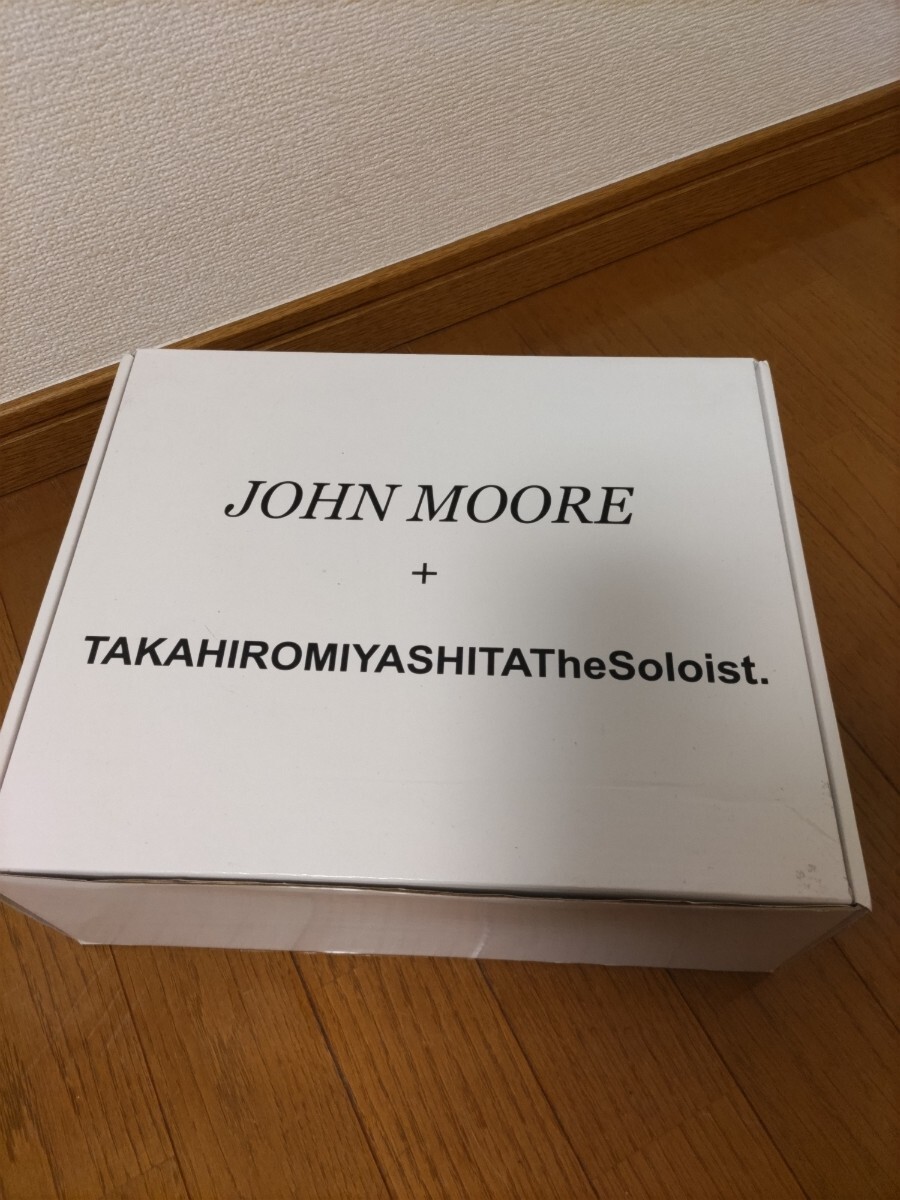 JOHN MOORE
+
TAKAHIROMIYASHITATheSoloist.